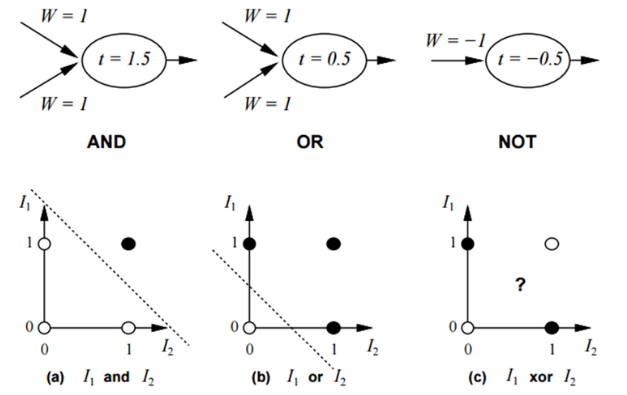 W = 1 W = 1
W = −1
t = 1.5 t = 0.5 t = −0.5
W = 1 W = 1
AND OR NOT
I₁ I₁ I₁
1 1 1
?
0 0 0
0 1 I₂ 0 1 I₂ 0 1 I₂
(a) I₁ and I₂ (b) I₁ or I₂ (c) I₁ xor I₂